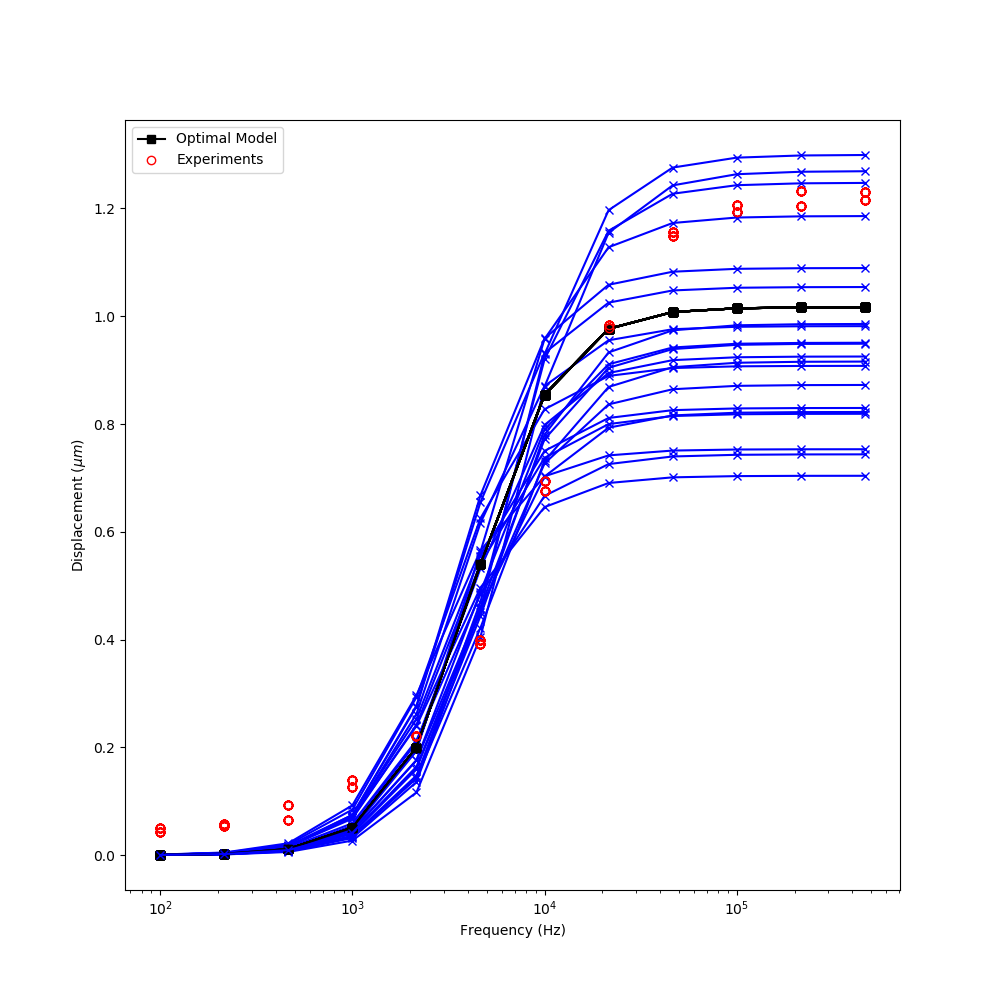 Optimal Model
Experiments
1.2
1.0
0.8
0.6
0.4
0.2
0.0
Displacement (μm)
10²
10³
10⁴
10⁵
Frequency (Hz)